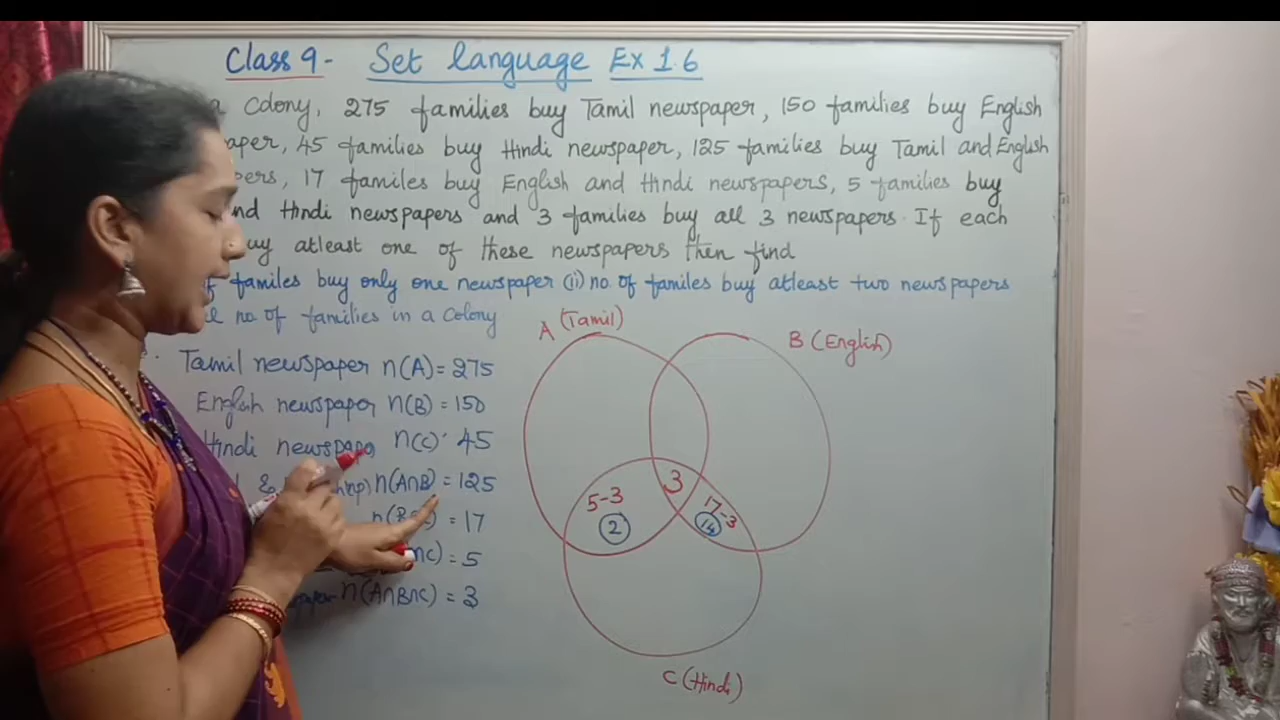 Class 9- Set language Ex 1.6
a Colony, 275 families buy Tamil newspaper, 150 families buy English
aper, 45 families buy Hindi newspaper, 125 families buy Tamil and English
pers, 17 familes buy English and Hindi newspapers, 5 families buy
nd Hindi newspapers and 3 families buy all 3 newspapers. If each
uy atleast one of these newspapers then find
f familes buy only one newspaper (ii) no. of familes buy atleast two newspapers
l no. of families in a Colony
A (Tamil)
B (English)
Tamil newspaper n(A) = 275
English newspaper n(B) = 150
Hindi newspap n(C) 45
& n(A∩B) = 125
= 17
∩C) = 5
n(A∩B∩C) = 3
5-3
2
3
17-3
14
C (Hindi)